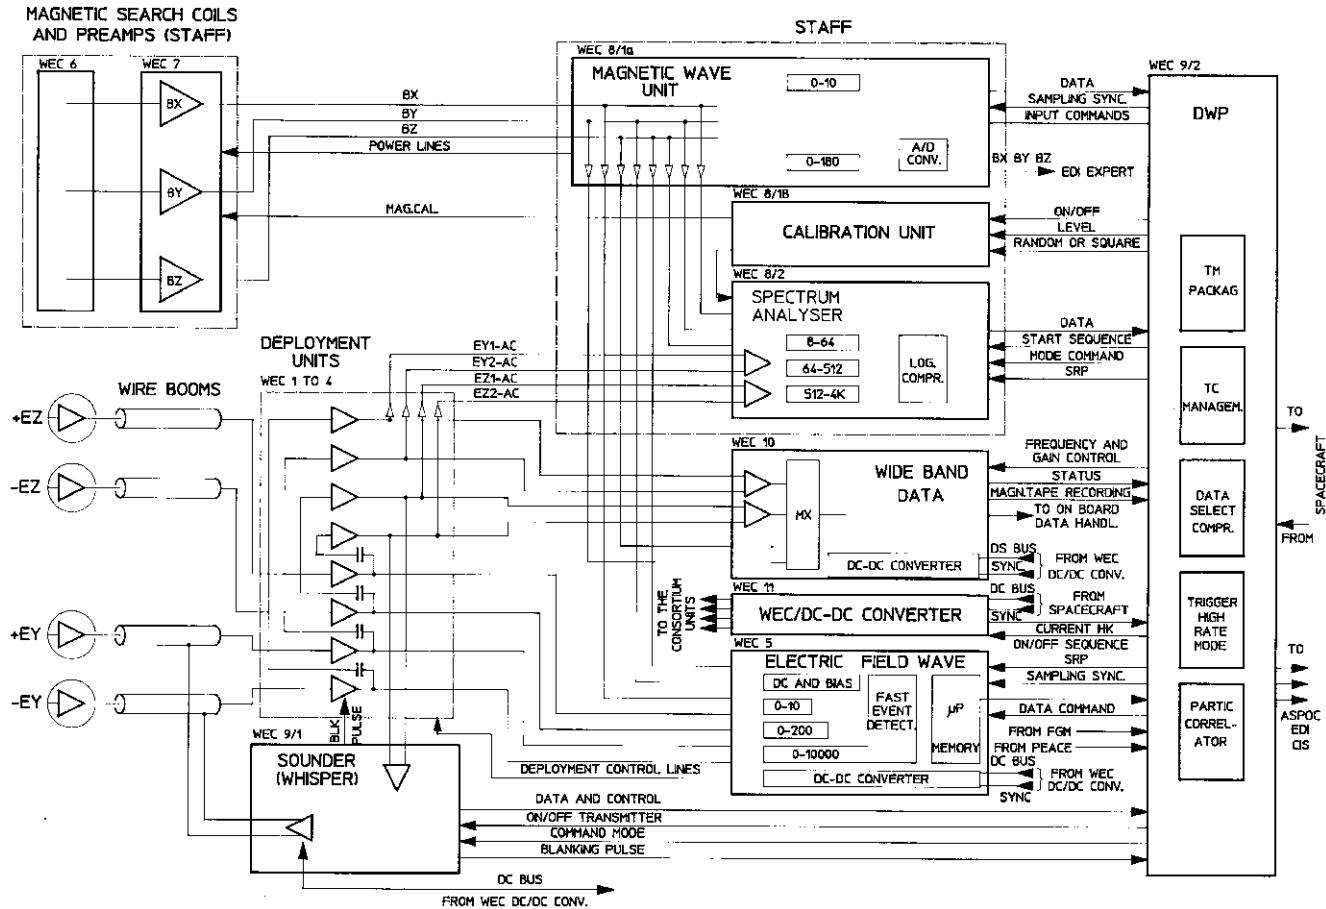 MAGNETIC SEARCH COILS
AND PREAMPS (STAFF)
WEC 6
WEC 7
BX
BY
BZ
BX
BY
BZ
POWER LINES
MAG.CAL.
STAFF
WEC 8/1a
MAGNETIC WAVE
UNIT
0-10
0-180
A/D
CONV.
DATA
SAMPLING SYNC.
INPUT COMMANDS
BX BY BZ
EDI EXPERT
WEC 8/1B
CALIBRATION UNIT
ON/OFF
LEVEL
RANDOM OR SQUARE
WEC 8/2
SPECTRUM
ANALYSER
8-64
64-512
512-4K
LOG.
COMPR.
DATA
START SEQUENCE
MODE COMMAND
SRP
WEC 9/2
DWP
TM
PACKAG.
TC
MANAGEM.
DATA
SELECT
COMPR.
TRIGGER
HIGH
RATE
MODE
PARTIC
CORREL-
ATOR
TO
SPACECRAFT
FROM
TO
ASPOC
EDI
CIS
DEPLOYMENT
UNITS
WEC 1 TO 4
EY1-AC
EY2-AC
EZ1-AC
EZ2-AC
WIRE BOOMS
+EZ
-EZ
+EY
-EY
WEC 10
WIDE BAND
DATA
MX
DC-DC CONVERTER
FREQUENCY AND
GAIN CONTROL
STATUS
MAGN.TAPE RECORDING
TO ON BOARD
DATA HANDL.
DS BUS
SYNC
FROM WEC
DC/DC CONV.
WEC 11
WEC/DC-DC CONVERTER
TO THE
CONSORTIUM
UNITS
DC BUS
SYNC
FROM
SPACECRAFT
CURRENT HK
ON/OFF SEQUENCE
WEC 5
ELECTRIC FIELD WAVE
DC AND BIAS
0-10
0-200
0-10000
FAST
EVENT
DETECT.
µP
MEMORY
DC-DC CONVERTER
SRP
SAMPLING SYNC.
DATA COMMAND
FROM FGM
FROM PEACE
DC BUS
SYNC
FROM WEC
DC/DC CONV.
BLK
PULSE
WEC 9/1
SOUNDER
(WHISPER)
DEPLOYMENT CONTROL LINES
DATA AND CONTROL
ON/OFF TRANSMITTER
COMMAND MODE
BLANKING PULSE
DC BUS
FROM WEC DC/DC CONV.